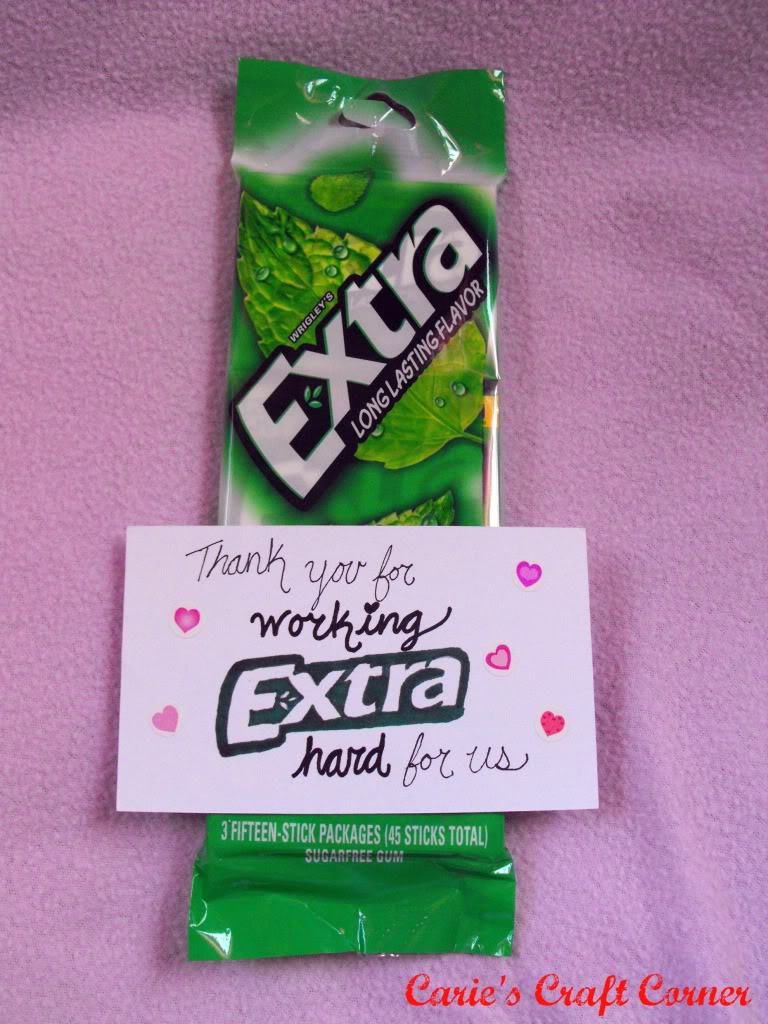 WRIGLEY'S
Extra
LONG LASTING FLAVOR
Thank you for
working
Extra
hard for us
3 FIFTEEN-STICK PACKAGES (45 STICKS TOTAL)
SUGARFREE GUM
Carie's Craft Corner